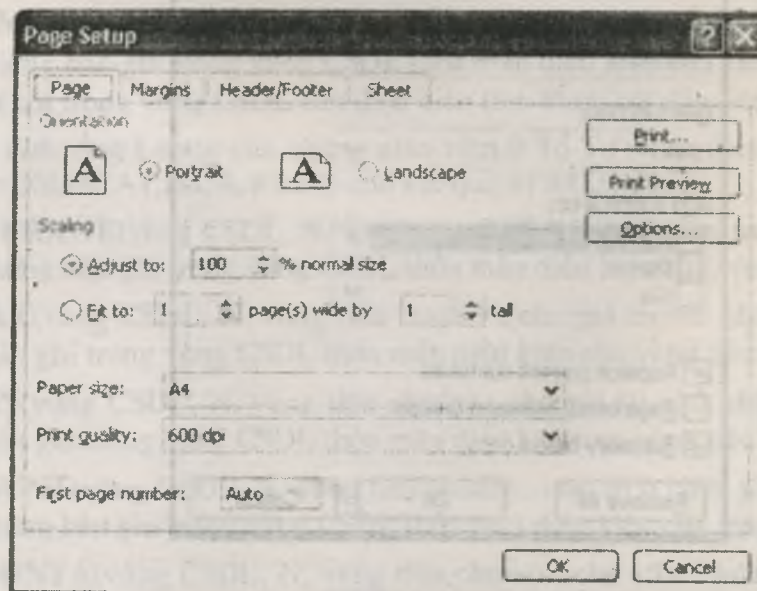 Page Setup
Page Margins Header/Footer Sheet
Orientation
A Portrait A Landscape
Print...
Print Preview
Options...
Scaling
Adjust to: 100 % normal size
Fit to: 1 page(s) wide by 1 tall
Paper size: A4
Print quality: 600 dpi
First page number: Auto
OK Cancel